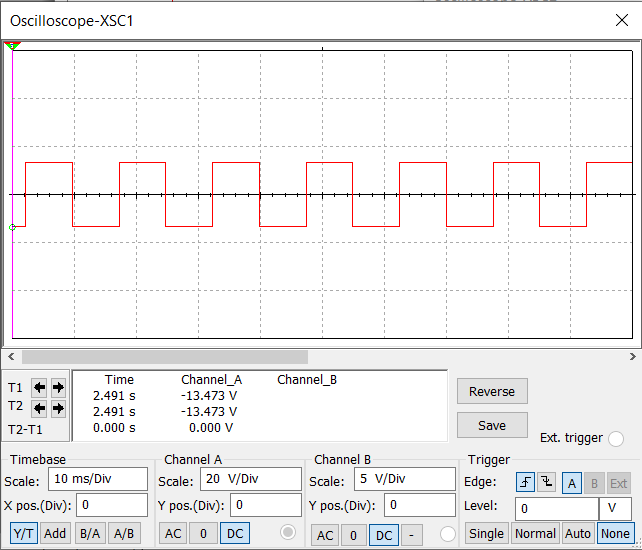 Oscilloscope-XSC1
Time Channel_A Channel_B
T1 2.491 s -13.473 V
T2 2.491 s -13.473 V
T2-T1 0.000 s 0.000 V
Reverse
Save
Ext. trigger
Timebase Channel A Channel B Trigger
Scale: 10 ms/Div Scale: 20 V/Div Scale: 5 V/Div Edge: A B Ext
X pos.(Div): 0 Y pos.(Div): 0 Y pos.(Div): 0 Level: 0 V
Y/T Add B/A A/B AC 0 DC AC 0 DC - Single Normal Auto None